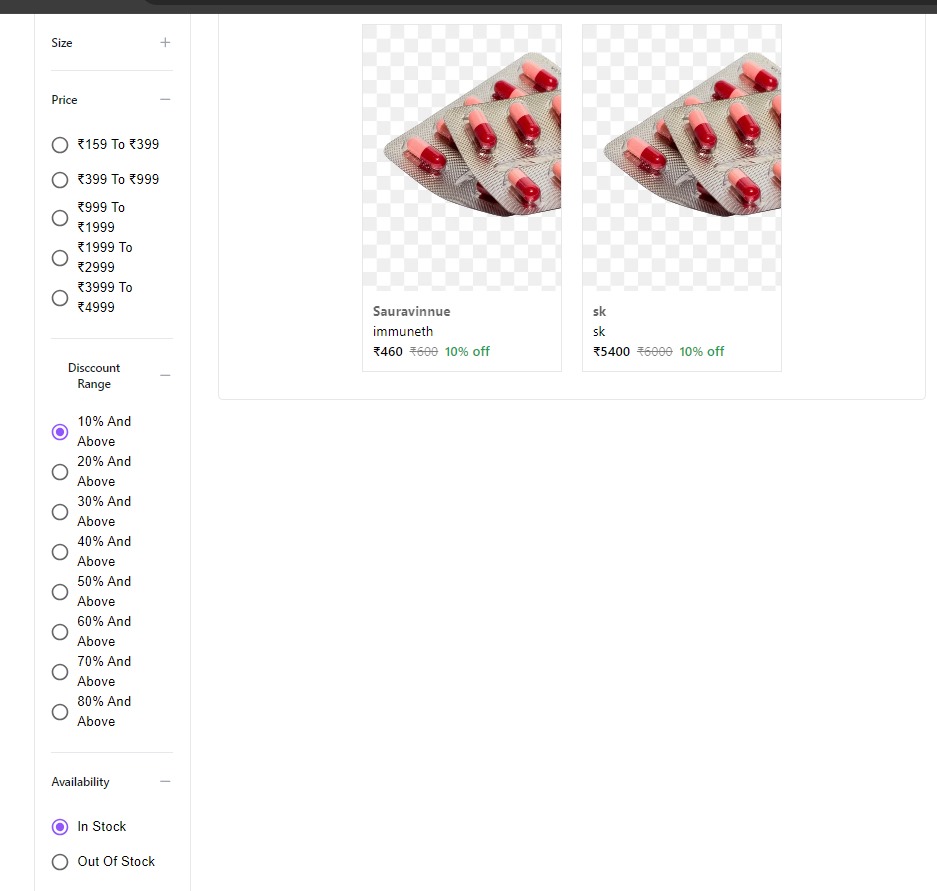 Size
Price
₹159 To ₹399
₹399 To ₹999
₹999 To
₹1999
₹1999 To
₹2999
₹3999 To
₹4999
Disccount
Range
10% And
Above
20% And
Above
30% And
Above
40% And
Above
50% And
Above
60% And
Above
70% And
Above
80% And
Above
Availability
In Stock
Out Of Stock
Sauravinnue
immuneth
₹460 ₹600 10% off
sk
sk
₹5400 ₹6000 10% off